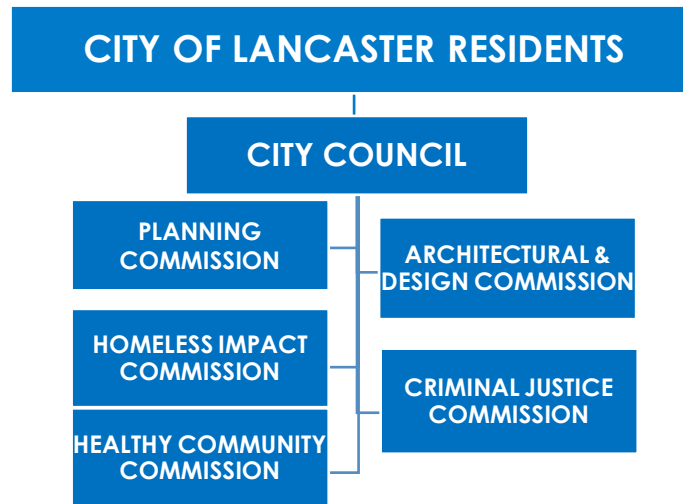 CITY OF LANCASTER RESIDENTS
CITY COUNCIL
PLANNING
COMMISSION
ARCHITECTURAL &
DESIGN COMMISSION
HOMELESS IMPACT
COMMISSION
CRIMINAL JUSTICE
COMMISSION
HEALTHY COMMUNITY
COMMISSION